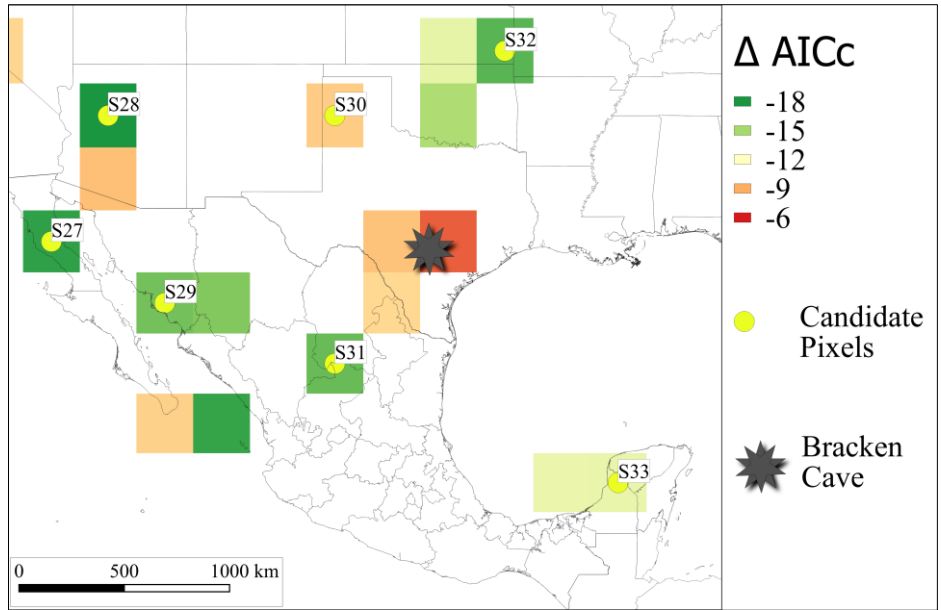 S32
S28
S30
S27
S29
S31
S33
0 500 1000 km
Δ AICc
-18
-15
-12
-9
-6
Candidate
Pixels
Bracken
Cave